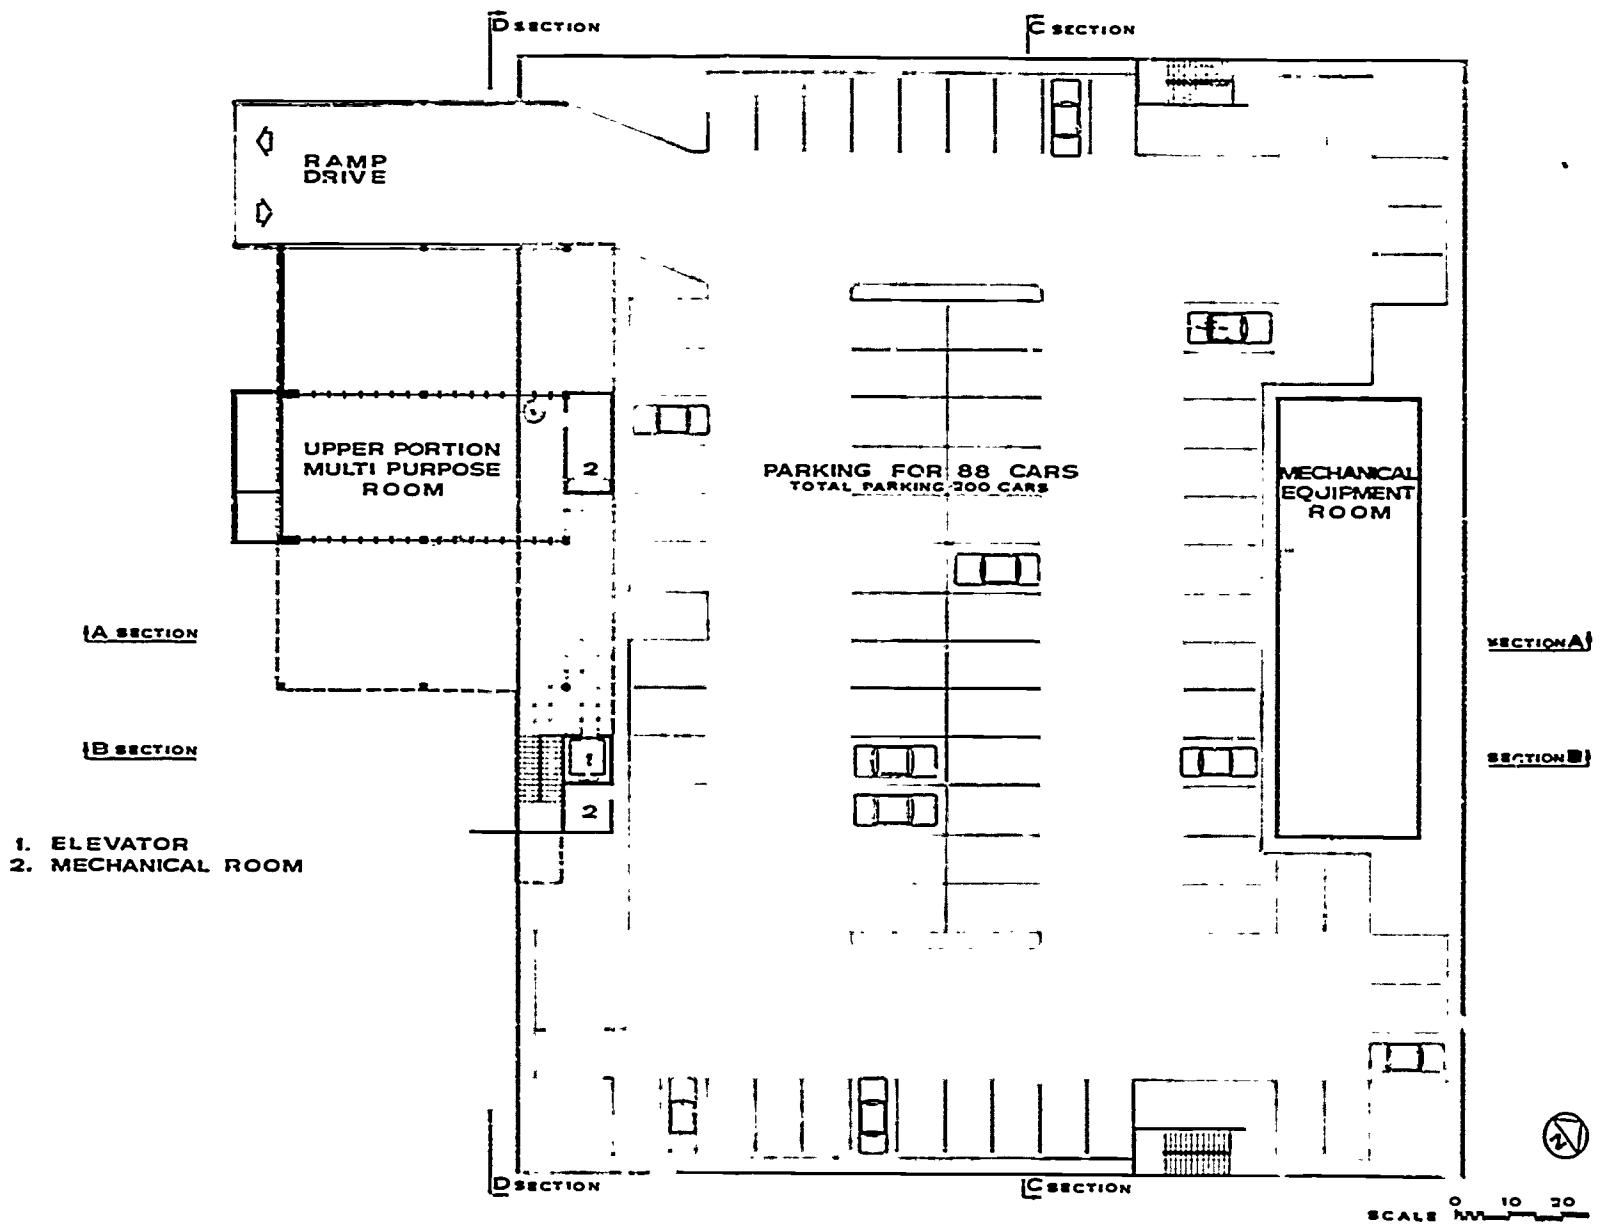 D SECTION
C SECTION
RAMP
DRIVE
UPPER PORTION
MULTI PURPOSE
ROOM
2
PARKING FOR 88 CARS
TOTAL PARKING 200 CARS
MECHANICAL
EQUIPMENT
ROOM
A SECTION
SECTION A
B SECTION
SECTION B
1
2
1. ELEVATOR
2. MECHANICAL ROOM
N
D SECTION
C SECTION
SCALE 0 10 20